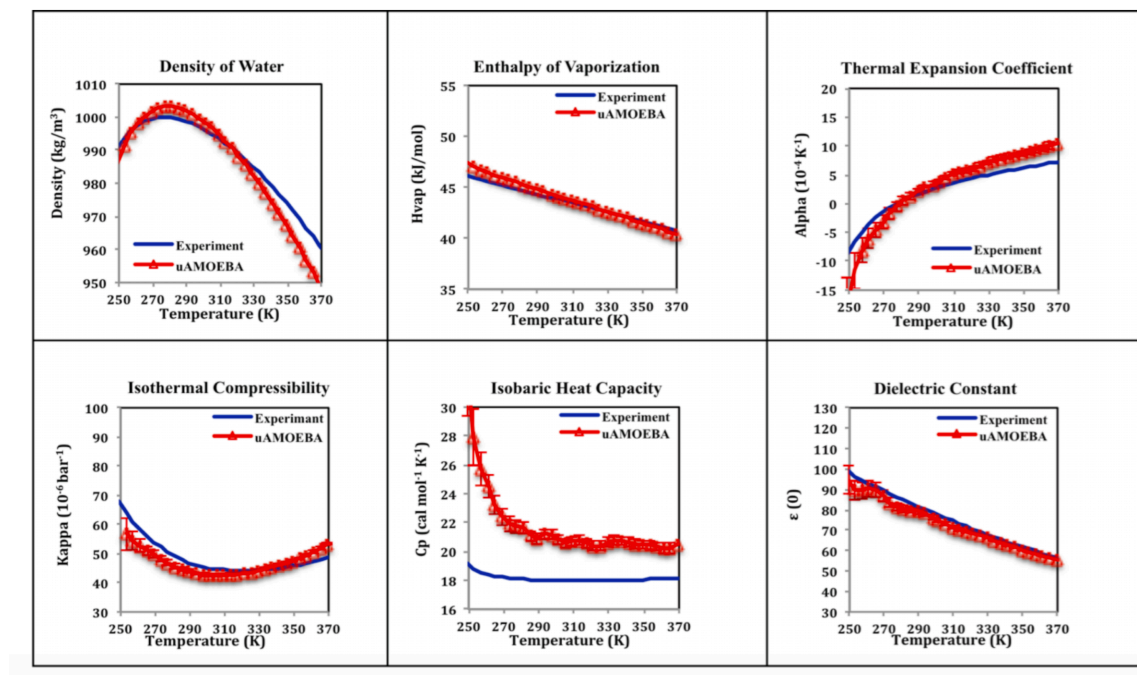 Density of Water
1010
1000
990
980
970
960
950
Density (kg/m³)
Experiment
uAMOEBA
250 270 290 310 330 350 370
Temperature (K)
Enthalpy of Vaporization
55
50
45
40
35
Hvap (kJ/mol)
Experiment
uAMOEBA
250 270 290 310 330 350 370
Temperature (K)
Thermal Expansion Coefficient
20
15
10
5
0
-5
-10
-15
Alpha (10⁻⁴ K⁻¹)
Experiment
uAMOEBA
250 270 290 310 330 350 370
Temperature (K)
Isothermal Compressibility
100
90
80
70
60
50
40
30
Kappa (10⁻⁶ bar⁻¹)
Experimant
uAMOEBA
250 270 290 310 330 350 370
Temperature (K)
Isobaric Heat Capacity
30
28
26
24
22
20
18
16
Cp (cal mol⁻¹ K⁻¹)
Experiment
uAMOEBA
250 270 290 310 330 350 370
Temperature (K)
Dielectric Constant
130
120
110
100
90
80
70
60
50
40
30
ε (0)
Experiment
uAMOEBA
250 270 290 310 330 350 370
Temperature (K)